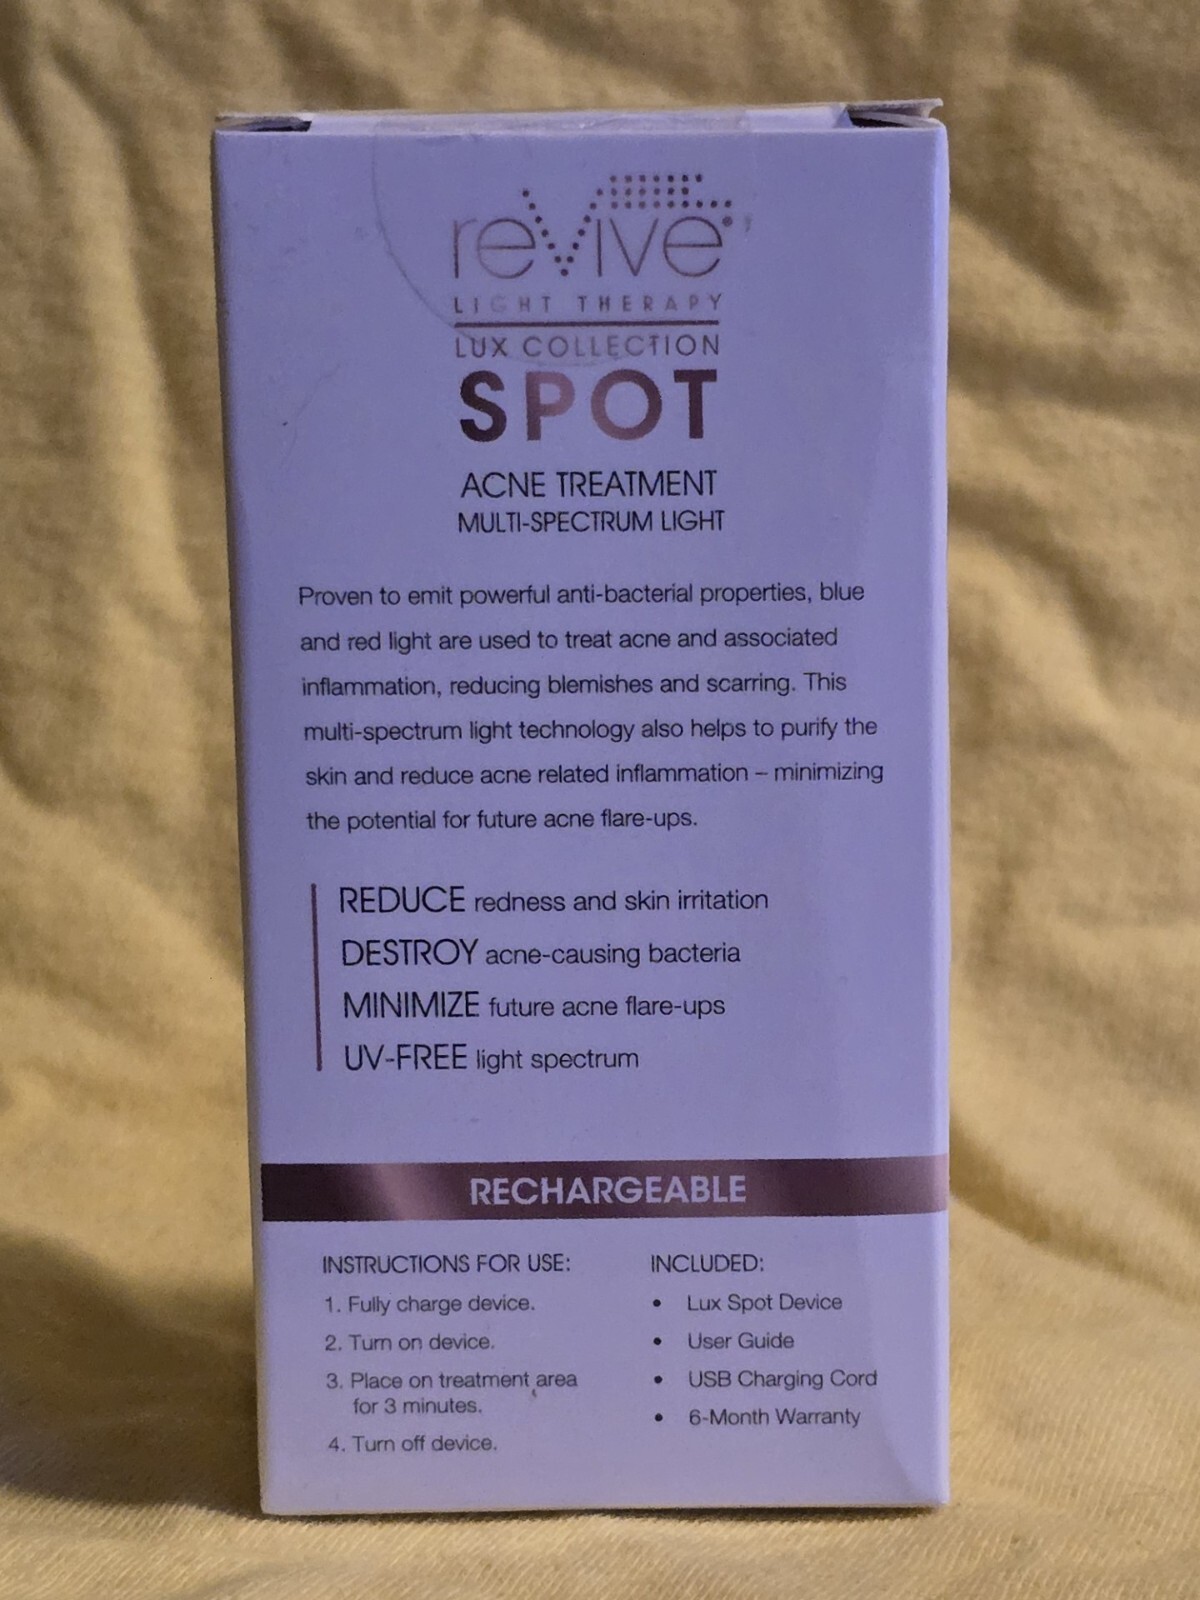 reVive®
LIGHT THERAPY
LUX COLLECTION
SPOT
ACNE TREATMENT
MULTI-SPECTRUM LIGHT
Proven to emit powerful anti-bacterial properties, blue
and red light are used to treat acne and associated
inflammation, reducing blemishes and scarring. This
multi-spectrum light technology also helps to purify the
skin and reduce acne related inflammation – minimizing
the potential for future acne flare-ups.
REDUCE redness and skin irritation
DESTROY acne-causing bacteria
MINIMIZE future acne flare-ups
UV-FREE light spectrum
RECHARGEABLE
INSTRUCTIONS FOR USE:
1. Fully charge device.
2. Turn on device.
3. Place on treatment area
for 3 minutes.
4. Turn off device.
INCLUDED:
• Lux Spot Device
• User Guide
• USB Charging Cord
• 6-Month Warranty